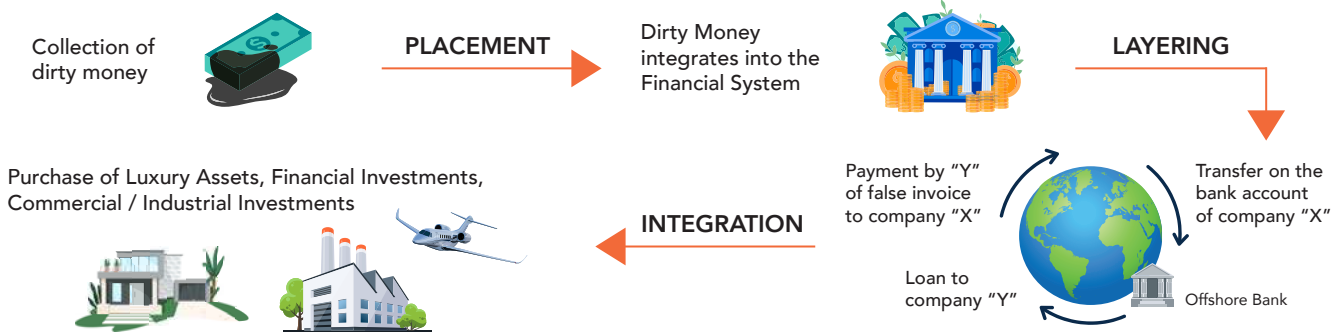 Collection of
dirty money
PLACEMENT
Dirty Money
integrates into the
Financial System
LAYERING
Transfer on the
bank account
of company “X”
Offshore Bank
Loan to
company “Y”
Payment by “Y”
of false invoice
to company “X”
INTEGRATION
Purchase of Luxury Assets, Financial Investments,
Commercial / Industrial Investments